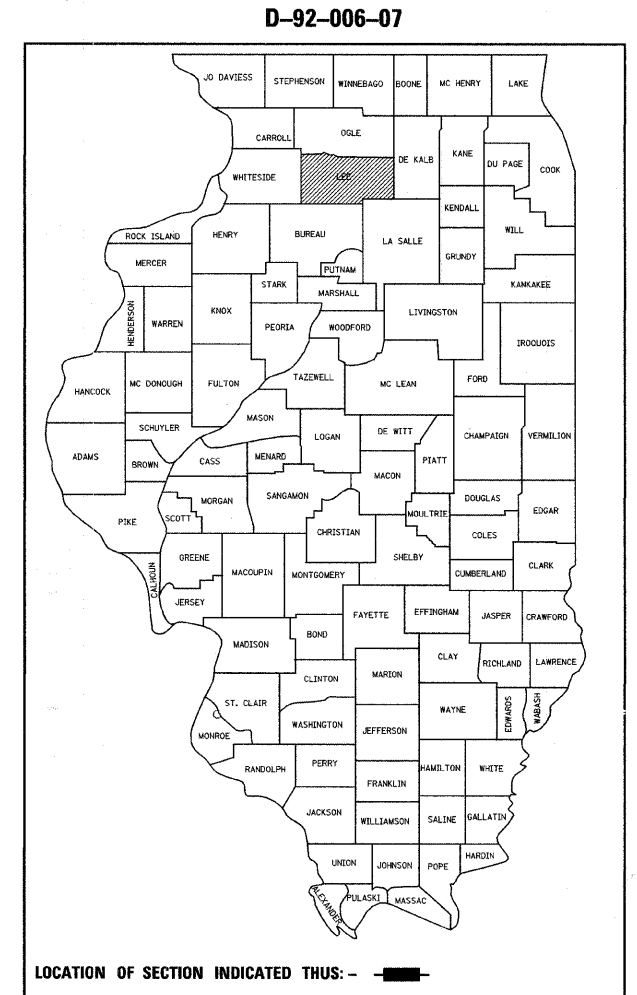 D-92-006-07
JO DAVIESS
STEPHENSON
WINNEBAGO
BOONE
MC HENRY
LAKE
CARROLL
OGLE
DE KALB
KANE
DU PAGE
COOK
WHITESIDE
LEE
KENDALL
WILL
ROCK ISLAND
HENRY
BUREAU
LA SALLE
GRUNDY
MERCER
PUTNAM
KANKAKEE
STARK
MARSHALL
HENDERSON
WARREN
KNOX
PEORIA
WOODFORD
LIVINGSTON
IROQUOIS
HANCOCK
MC DONOUGH
FULTON
TAZEWELL
MC LEAN
FORD
MASON
SCHUYLER
LOGAN
DE WITT
CHAMPAIGN
VERMILION
ADAMS
BROWN
CASS
MENARD
MACON
PIATT
PIKE
SCOTT
MORGAN
SANGAMON
CHRISTIAN
MOULTRIE
DOUGLAS
EDGAR
COLES
CALHOUN
GREENE
MACOUPIN
MONTGOMERY
SHELBY
CUMBERLAND
CLARK
JERSEY
FAYETTE
EFFINGHAM
JASPER
CRAWFORD
MADISON
BOND
CLAY
RICHLAND
LAWRENCE
CLINTON
MARION
ST. CLAIR
WAYNE
EDWARDS
WABASH
WASHINGTON
JEFFERSON
MONROE
RANDOLPH
PERRY
HAMILTON
WHITE
FRANKLIN
JACKSON
WILLIAMSON
SALINE
GALLATIN
UNION
JOHNSON
POPE
HARDIN
ALEXANDER
PULASKI
MASSAC
LOCATION OF SECTION INDICATED THUS: -